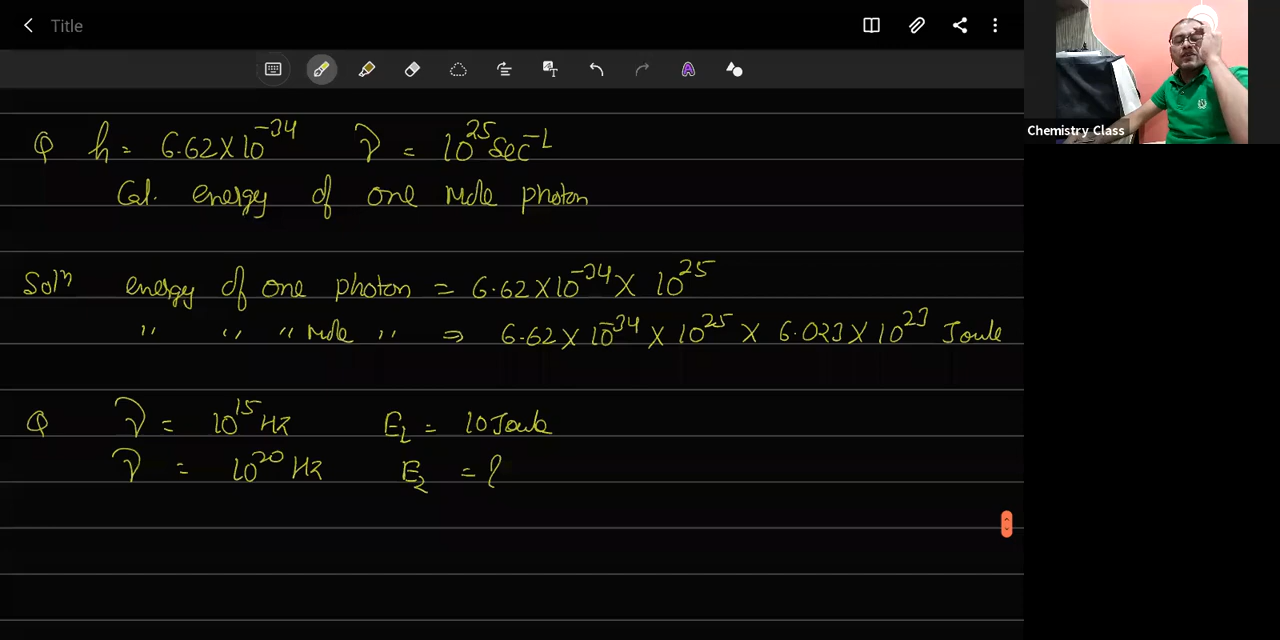 Title
Chemistry Class
Q h = 6.62 X 10^-34 ν = 10^25 Sec^-1
Cal. energy of one Mole photon
Solⁿ energy of one photon = 6.62 X 10^-34 X 10^25
" " " Mole " ⇒ 6.62 X 10^-34 X 10^25 X 6.023 X 10^23 Joule
Q ν = 10^15 Hz E1 = 10 Joule
ν = 10^20 Hz E2 = ?